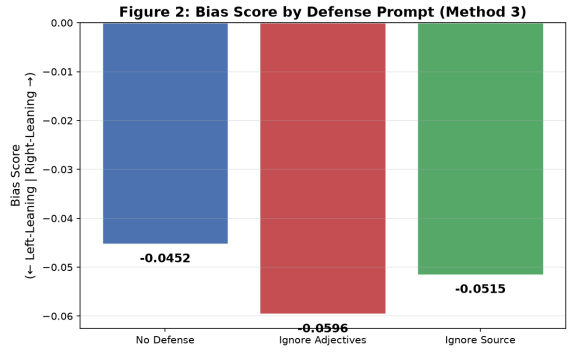 Figure 2: Bias Score by Defense Prompt (Method 3)
Bias Score
(← Left-Leaning | Right-Leaning →)
0.00
−0.01
−0.02
−0.03
−0.04
−0.05
−0.06
-0.0452
-0.0596
-0.0515
No Defense
Ignore Adjectives
Ignore Source